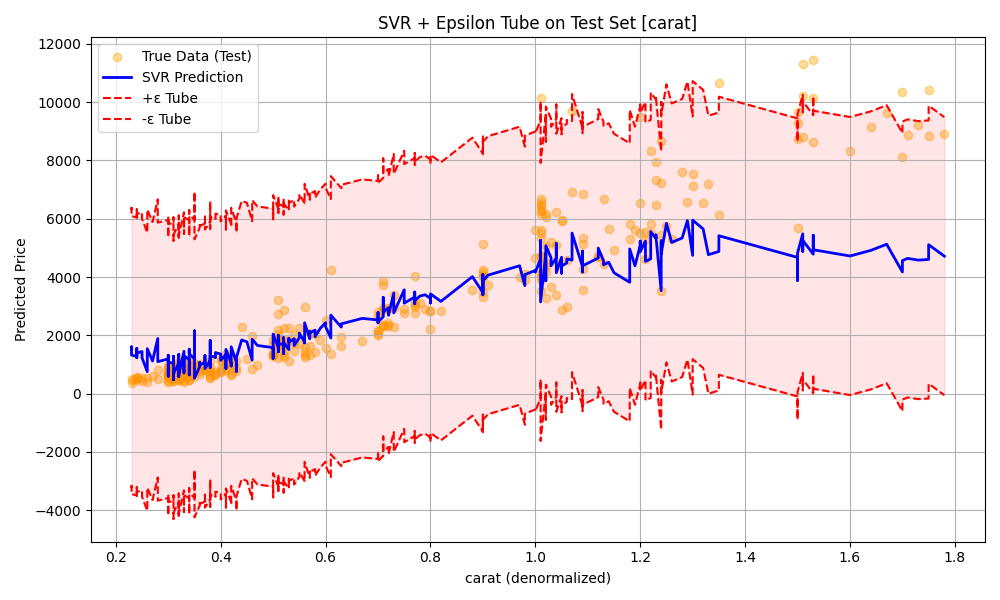 SVR + Epsilon Tube on Test Set [carat]
True Data (Test)
SVR Prediction
+ε Tube
-ε Tube
Predicted Price
12000
10000
8000
6000
4000
2000
0
−2000
−4000
0.2 0.4 0.6 0.8 1.0 1.2 1.4 1.6 1.8
carat (denormalized)